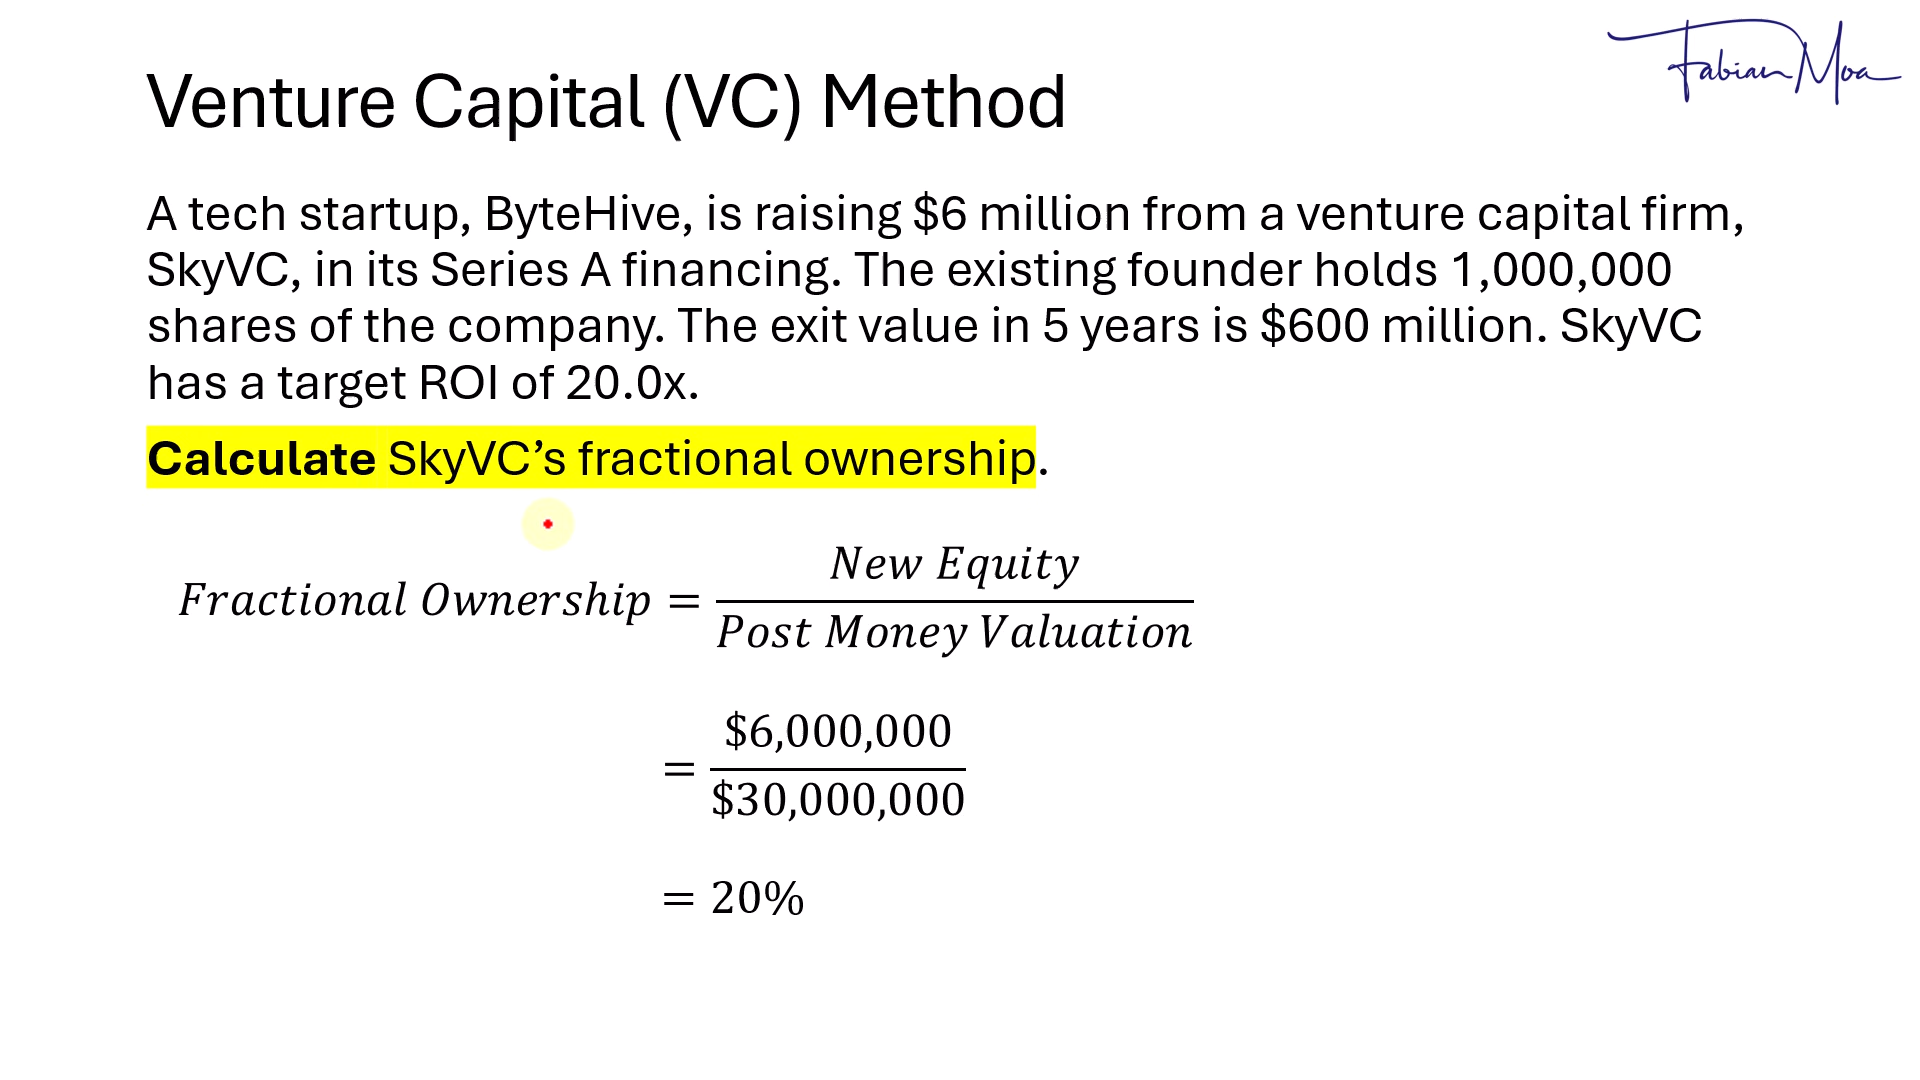 Fabian Moa
Venture Capital (VC) Method
A tech startup, ByteHive, is raising $6 million from a venture capital firm,
SkyVC, in its Series A financing. The existing founder holds 1,000,000
shares of the company. The exit value in 5 years is $600 million. SkyVC
has a target ROI of 20.0x.
Calculate SkyVC’s fractional ownership.
Fractional Ownership = New Equity / Post Money Valuation
= $6,000,000 / $30,000,000
= 20%